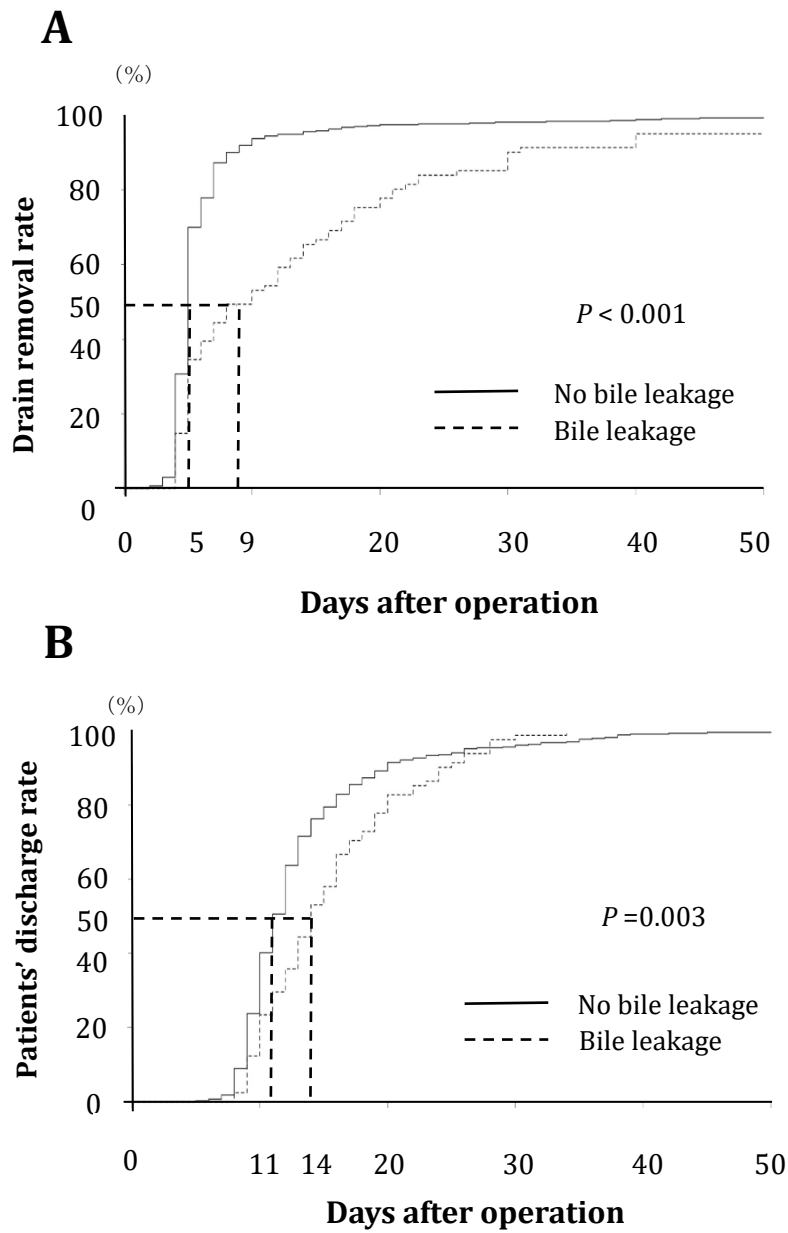 A
(%)
Drain removal rate
100
80
60
50
40
20
0
P < 0.001
No bile leakage
Bile leakage
0 5 9 20 30 40 50
Days after operation
B
(%)
Patients' discharge rate
100
80
60
50
40
20
0
P =0.003
No bile leakage
Bile leakage
0 11 14 20 30 40 50
Days after operation